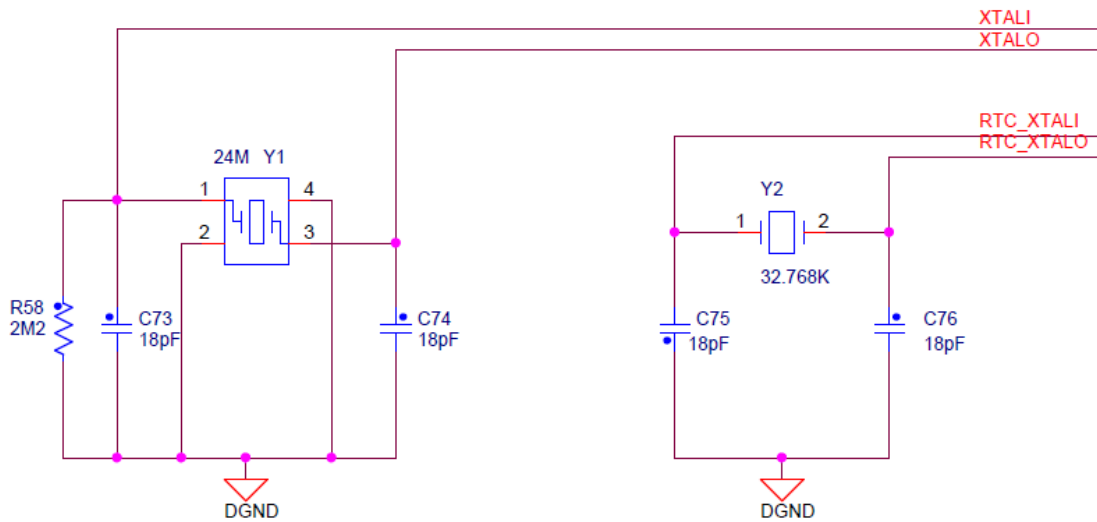 XTALI
XTALO
RTC_XTALI
RTC_XTALO
24M Y1
1 4
2 3
Y2
1 2
32.768K
R58
2M2
C73
18pF
C74
18pF
C75
18pF
C76
18pF
DGND
DGND